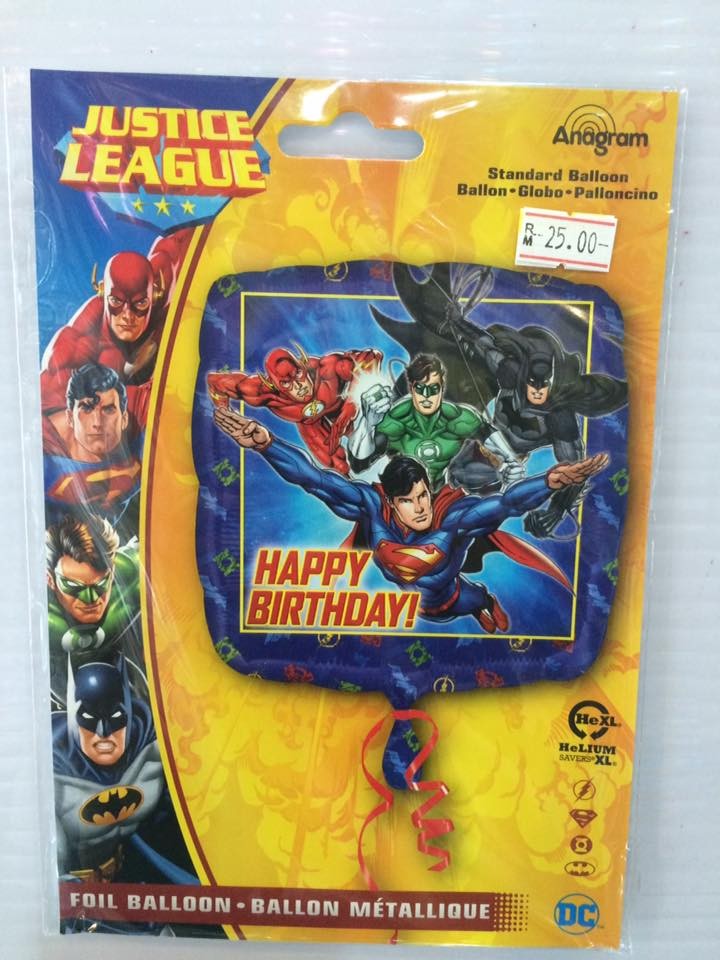 JUSTICE
LEAGUE
Anagram
Standard Balloon
Ballon•Globo•Palloncino
RM 25.00-
HAPPY
BIRTHDAY!
HeXL®
HeLIUM
SAVERS®XL®
FOIL BALLOON • BALLON MÉTALLIQUE
DC